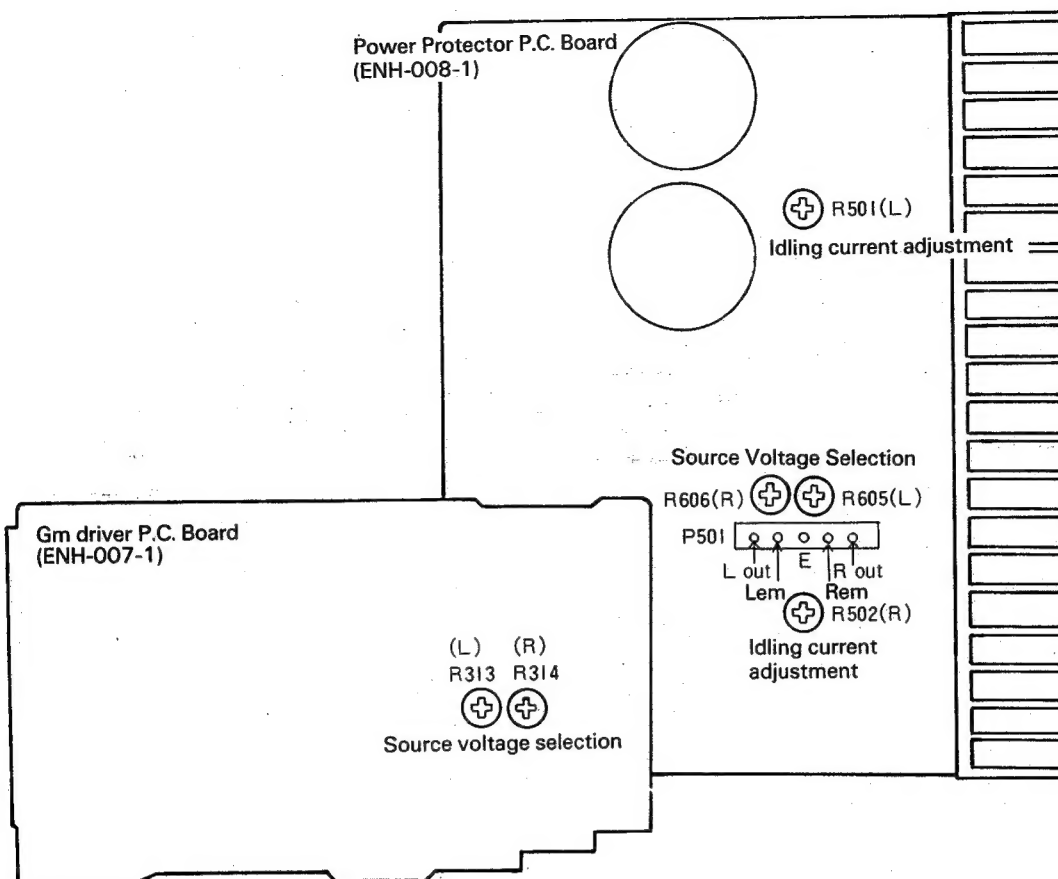 Power Protector P.C. Board
(ENH-008-1)
R501(L)
Idling current adjustment
Source Voltage Selection
R606(R) R605(L)
P501
L out E R out
Lem Rem
R502(R)
Idling current
adjustment
Gm driver P.C. Board
(ENH-007-1)
(L) (R)
R313 R314
Source voltage selection